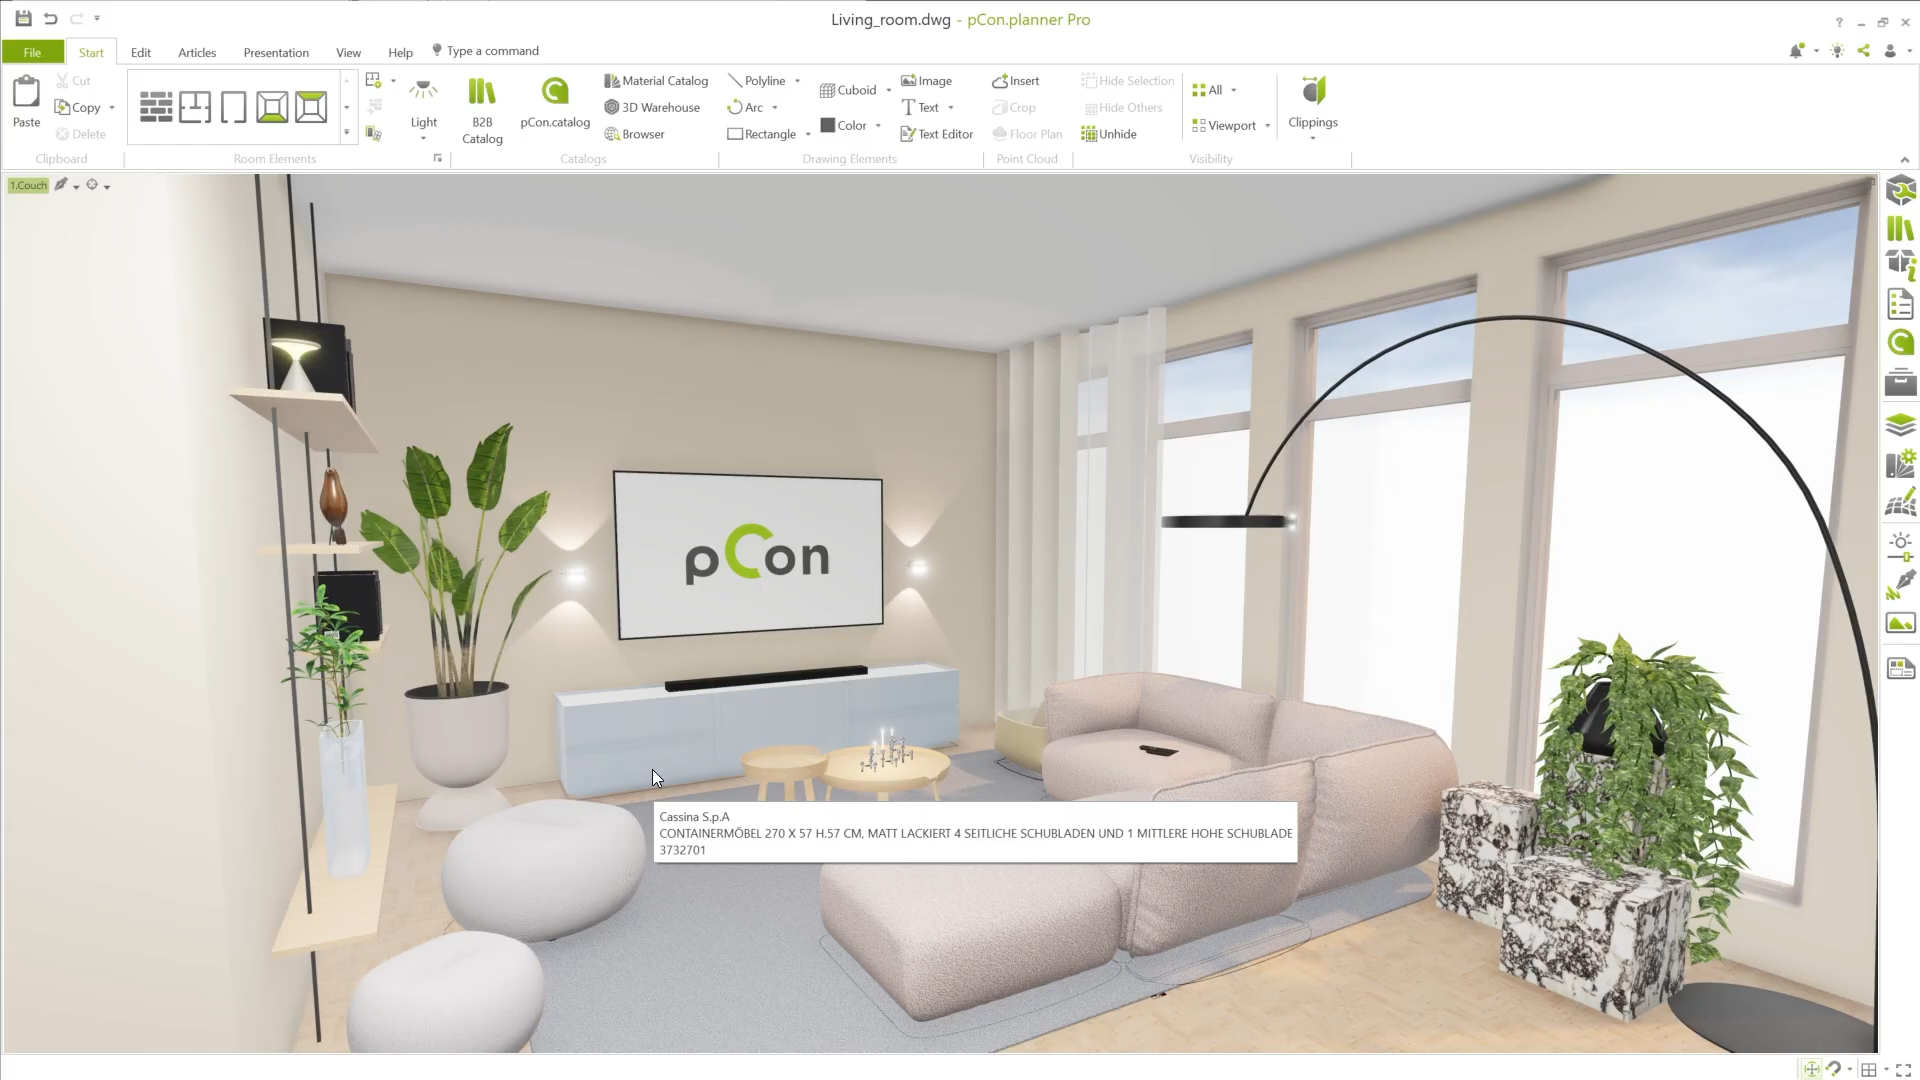 Living_room.dwg - pCon.planner Pro
File Start Edit Articles Presentation View Help Type a command
Paste
Cut
Copy
Delete
Clipboard
Room Elements
Light
B2B
Catalog
pCon.catalog
Material Catalog
3D Warehouse
Browser
Catalogs
Polyline
Arc
Rectangle
Cuboid
Color
Image
Text
Text Editor
Drawing Elements
Insert
Crop
Floor Plan
Point Cloud
Hide Selection
Hide Others
Unhide
All
Viewport
Visibility
Clippings
1.Couch
pCon
Cassina S.p.A
CONTAINERMÖBEL 270 X 57 H.57 CM, MATT LACKIERT 4 SEITLICHE SCHUBLADEN UND 1 MITTLERE HOHE SCHUBLADE
3732701